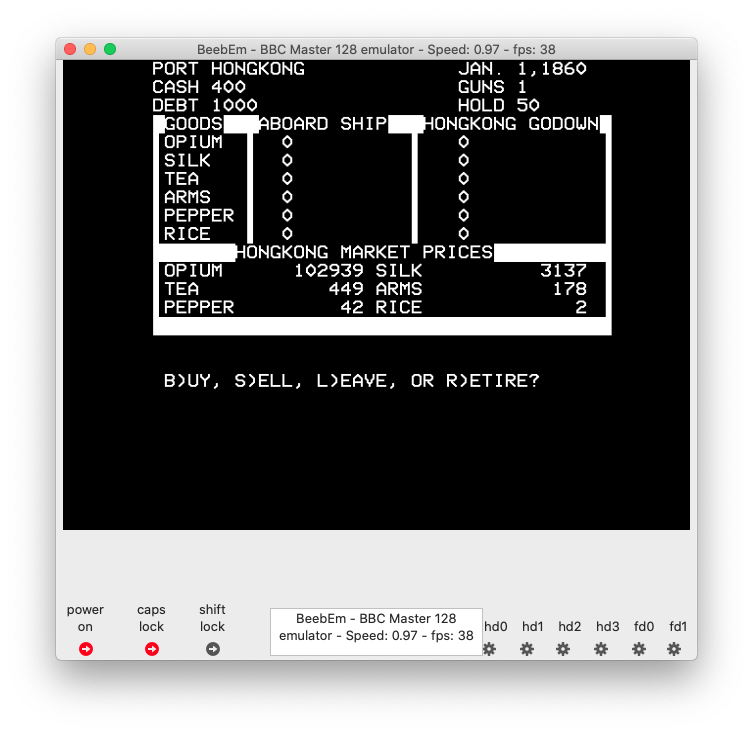 BeebEm - BBC Master 128 emulator - Speed: 0.97 - fps: 38
PORT HONGKONG JAN. 1,1860
CASH 400 GUNS 1
DEBT 1000 HOLD 50
GOODS ABOARD SHIP HONGKONG GODOWN
OPIUM 0 0
SILK 0 0
TEA 0 0
ARMS 0 0
PEPPER 0 0
RICE 0 0
HONGKONG MARKET PRICES
OPIUM 102939 SILK 3137
TEA 449 ARMS 178
PEPPER 42 RICE 2
B)UY, S)ELL, L)EAVE, OR R)ETIRE?
power on
caps lock
shift lock
BeebEm - BBC Master 128
emulator - Speed: 0.97 - fps: 38
hd0 hd1 hd2 hd3 fd0 fd1